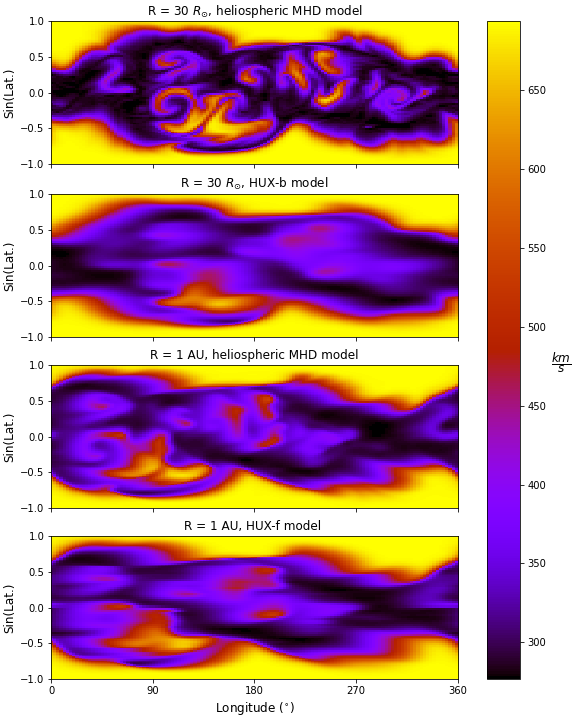 R = 30 R☉, heliospheric MHD model
1.0
0.5
0.0
−0.5
−1.0
Sin(Lat.)
R = 30 R☉, HUX-b model
1.0
0.5
0.0
−0.5
−1.0
Sin(Lat.)
R = 1 AU, heliospheric MHD model
1.0
0.5
0.0
−0.5
−1.0
Sin(Lat.)
R = 1 AU, HUX-f model
1.0
0.5
0.0
−0.5
−1.0
Sin(Lat.)
0 90 180 270 360
Longitude (°)
650
600
550
500
450
400
350
300
km
s